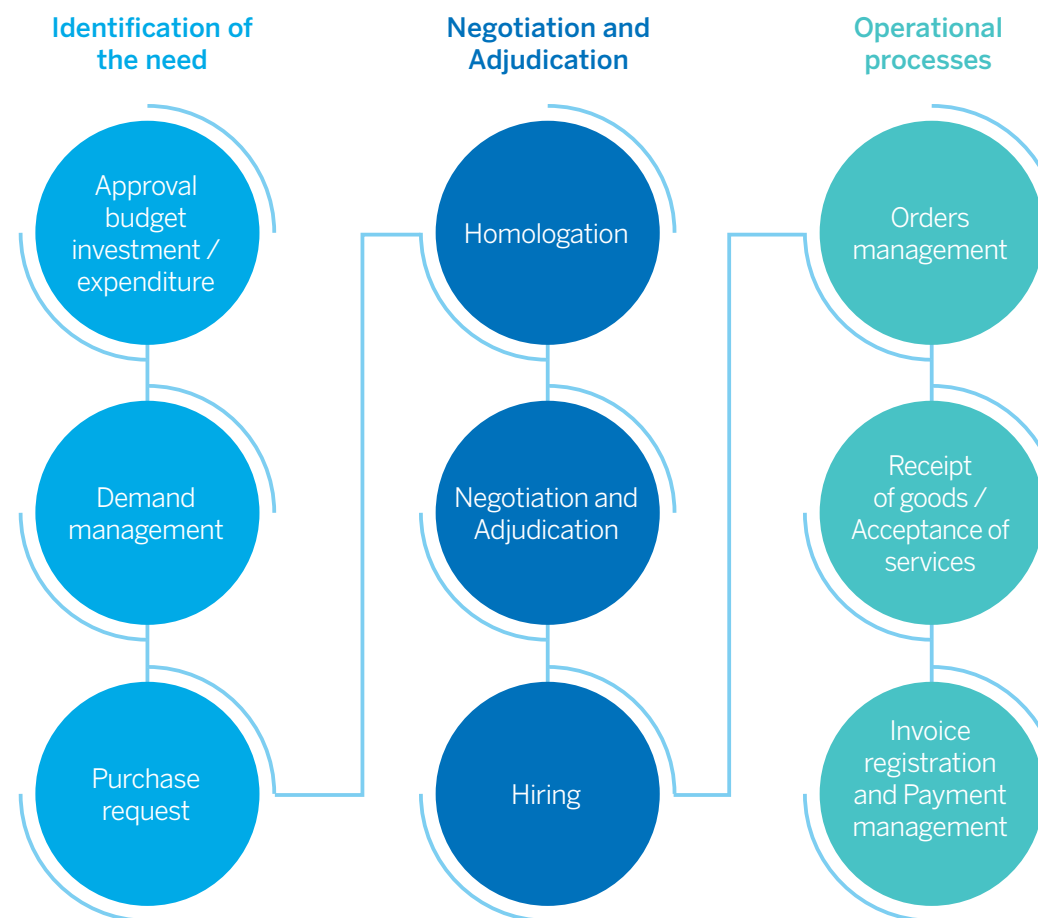 Identification of
the need
Approval
budget
investment /
expenditure
Demand
management
Purchase
request
Negotiation and
Adjudication
Homologation
Negotiation and
Adjudication
Hiring
Operational
processes
Orders
management
Receipt
of goods /
Acceptance of
services
Invoice
registration
and Payment
management